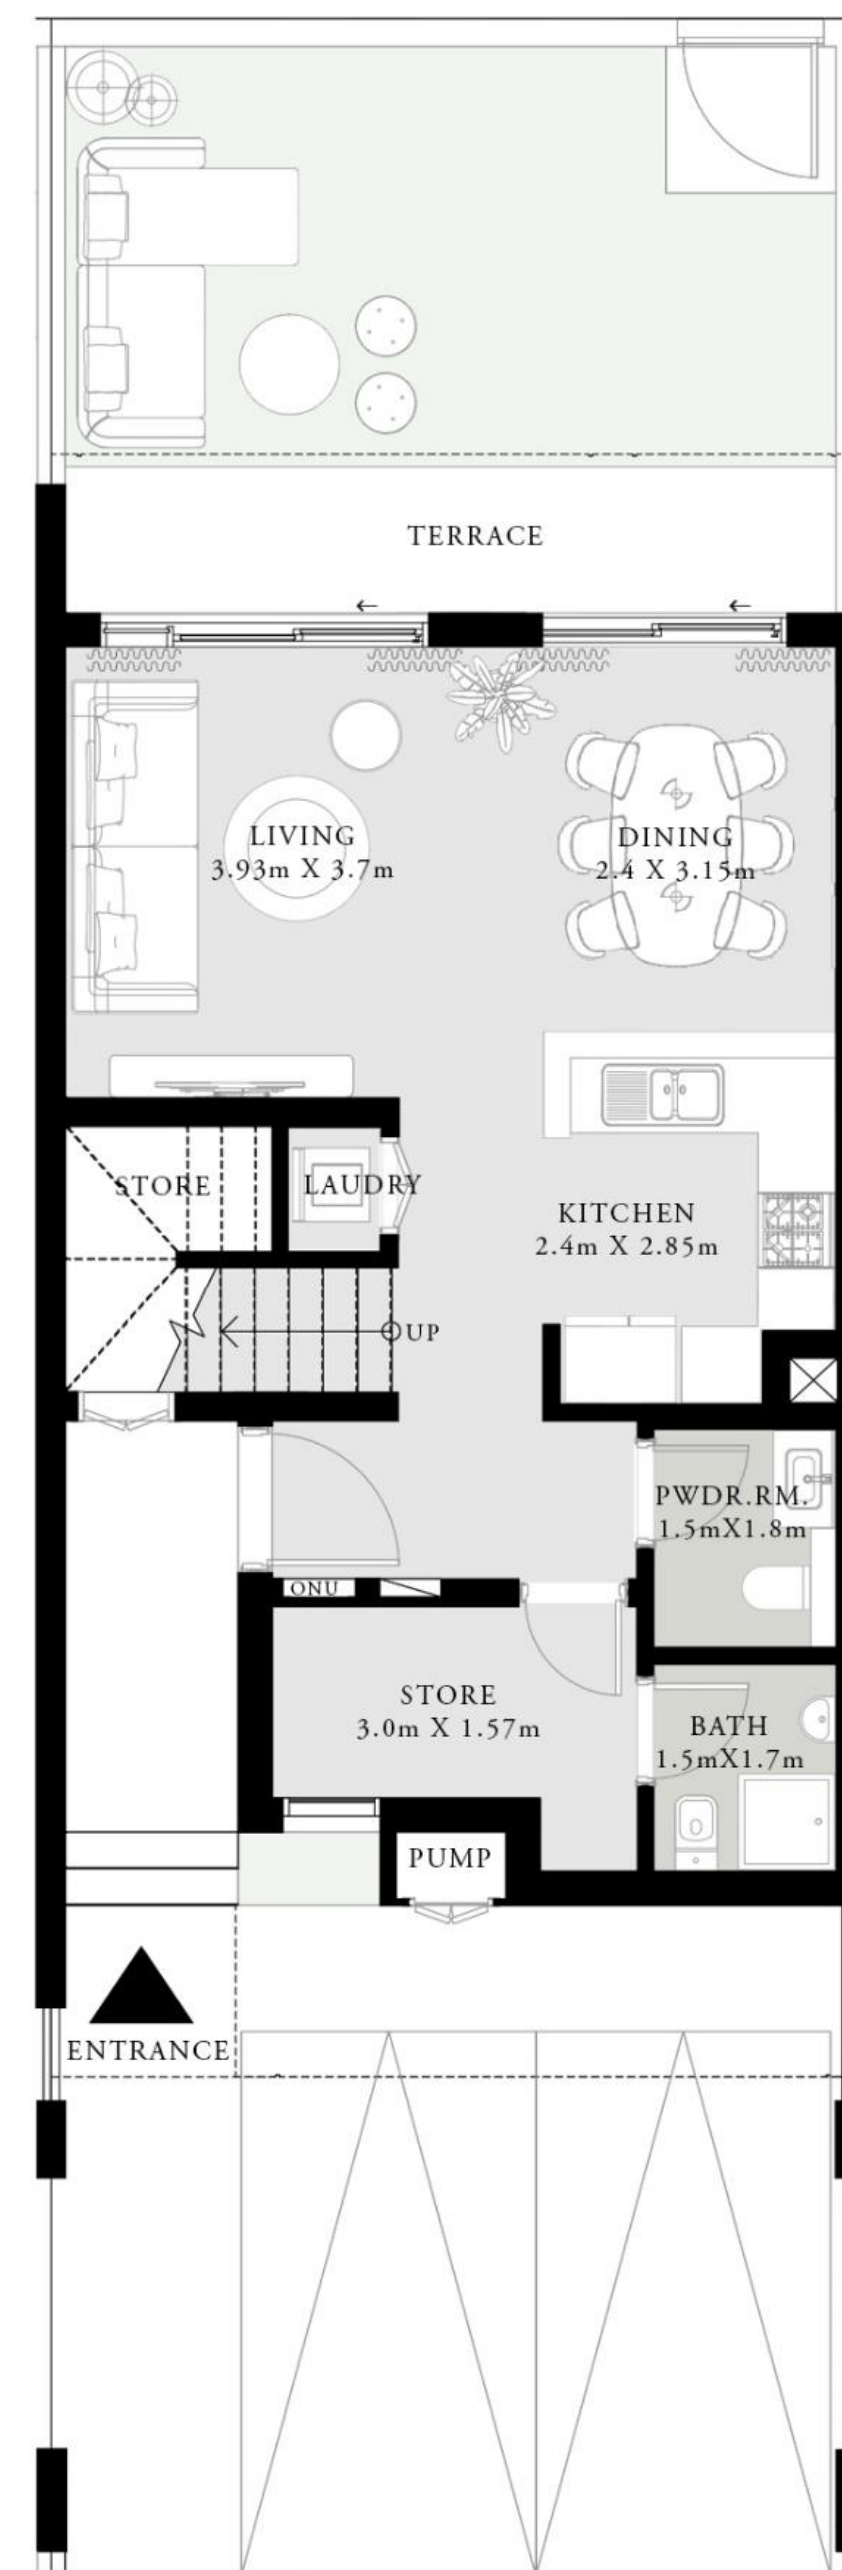 TERRACE
LIVING
3.93m X 3.7m
DINING
2.4 X 3.15m
STORE
LAUDRY
KITCHEN
2.4m X 2.85m
UP
PWDR.RM.
1.5mX1.8m
ONU
STORE
3.0m X 1.57m
BATH
1.5mX1.7m
PUMP
ENTRANCE